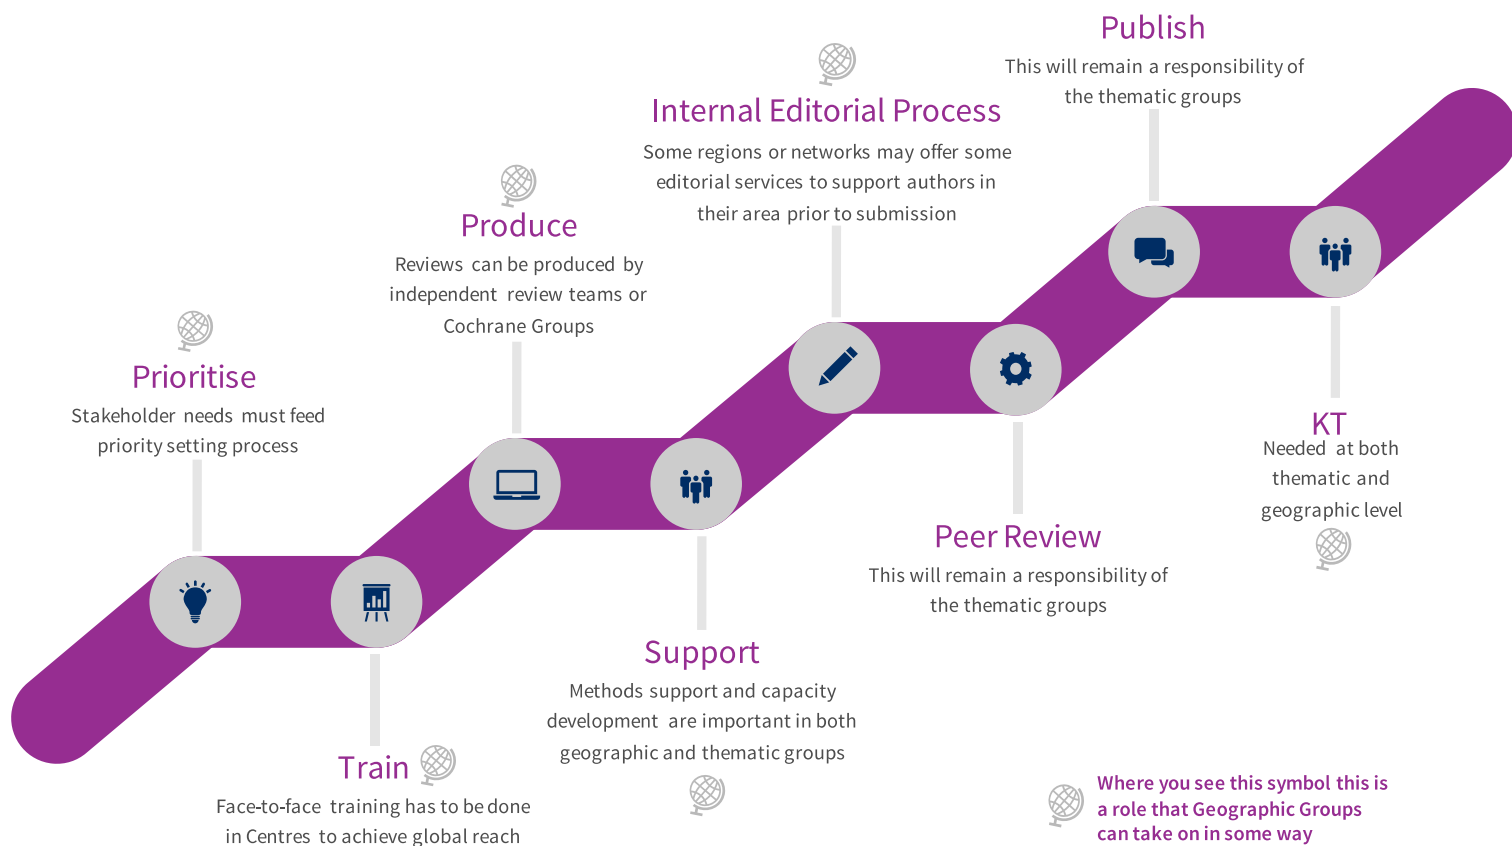 Publish
This will remain a responsibility of
the thematic groups
Internal Editorial Process
Some regions or networks may offer some
editorial services to support authors in
their area prior to submission
Produce
Reviews can be produced by
independent review teams or
Cochrane Groups
Prioritise
Stakeholder needs must feed
priority setting process
KT
Needed at both
thematic and
geographic level
Peer Review
This will remain a responsibility of
the thematic groups
Support
Methods support and capacity
development are important in both
geographic and thematic groups
Train
Face-to-face training has to be done
in Centres to achieve global reach
Where you see this symbol this is
a role that Geographic Groups
can take on in some way